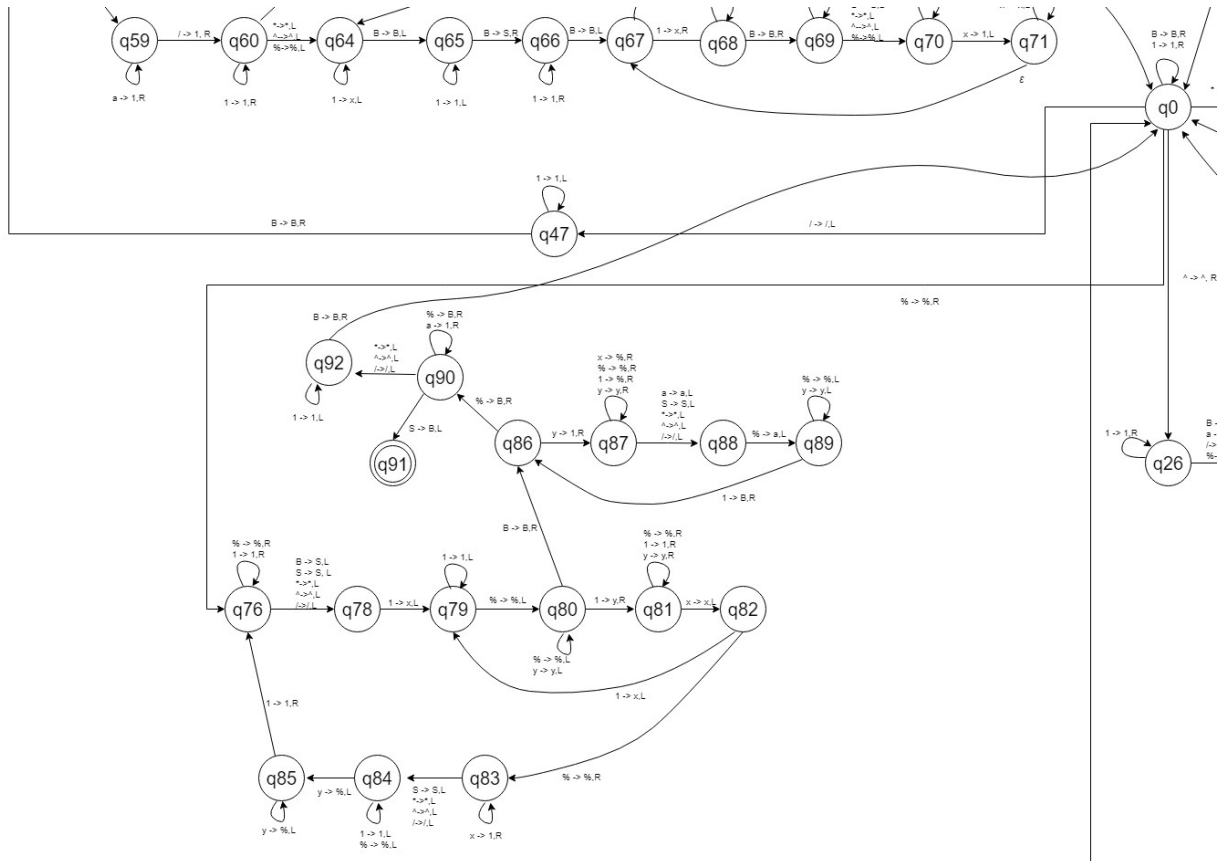 q59
/ -> 1, R
q60
*->*,L
^-->^,L
%->%,L
q64
B -> B,L
q65
B -> S,R
q66
B -> B,L
q67
1 -> x,R
q68
B -> B,R
q69
*->*,L
^-->^,L
%->%,L
q70
x -> 1,L
q71
B -> B,R
1 -> 1,R
a -> 1,R
1 -> 1,R
1 -> x,L
1 -> 1,L
1 -> 1,R
ε
q0
*
1 -> 1,L
B -> B,R
q47
/ -> /,L
^ -> ^, R
% -> %,R
B -> B,R
% -> B,R
a -> 1,R
*->*,L
^->^,L
/->/,L
q92
q90
1 -> 1,L
S -> B,L
q91
% -> B,R
q86
y -> 1,R
x -> %,R
% -> %,R
1 -> %,R
y -> y,R
q87
a -> a,L
S -> S,L
*->*,L
^->^,L
/->/,L
q88
% -> a,L
% -> %,L
y -> y,L
q89
1 -> B,R
1 -> 1,R
q26
B -
a -
/->
%-
B -> B,R
% -> %,R
1 -> 1,R
q76
B -> S,L
S -> S, L
*->*,L
^->^,L
/->/,L
q78
1 -> x,L
1 -> 1,L
q79
% -> %,L
q80
% -> %,L
y -> y,L
1 -> y,R
% -> %,R
1 -> 1,R
y -> y,R
q81
x -> x,L
q82
1 -> x,L
1 -> 1,R
% -> %,R
q85
y -> %,L
q84
S -> S,L
*->*,L
^->^,L
/->/,L
q83
y -> %,L
1 -> 1,L
% -> %,L
x -> 1,R